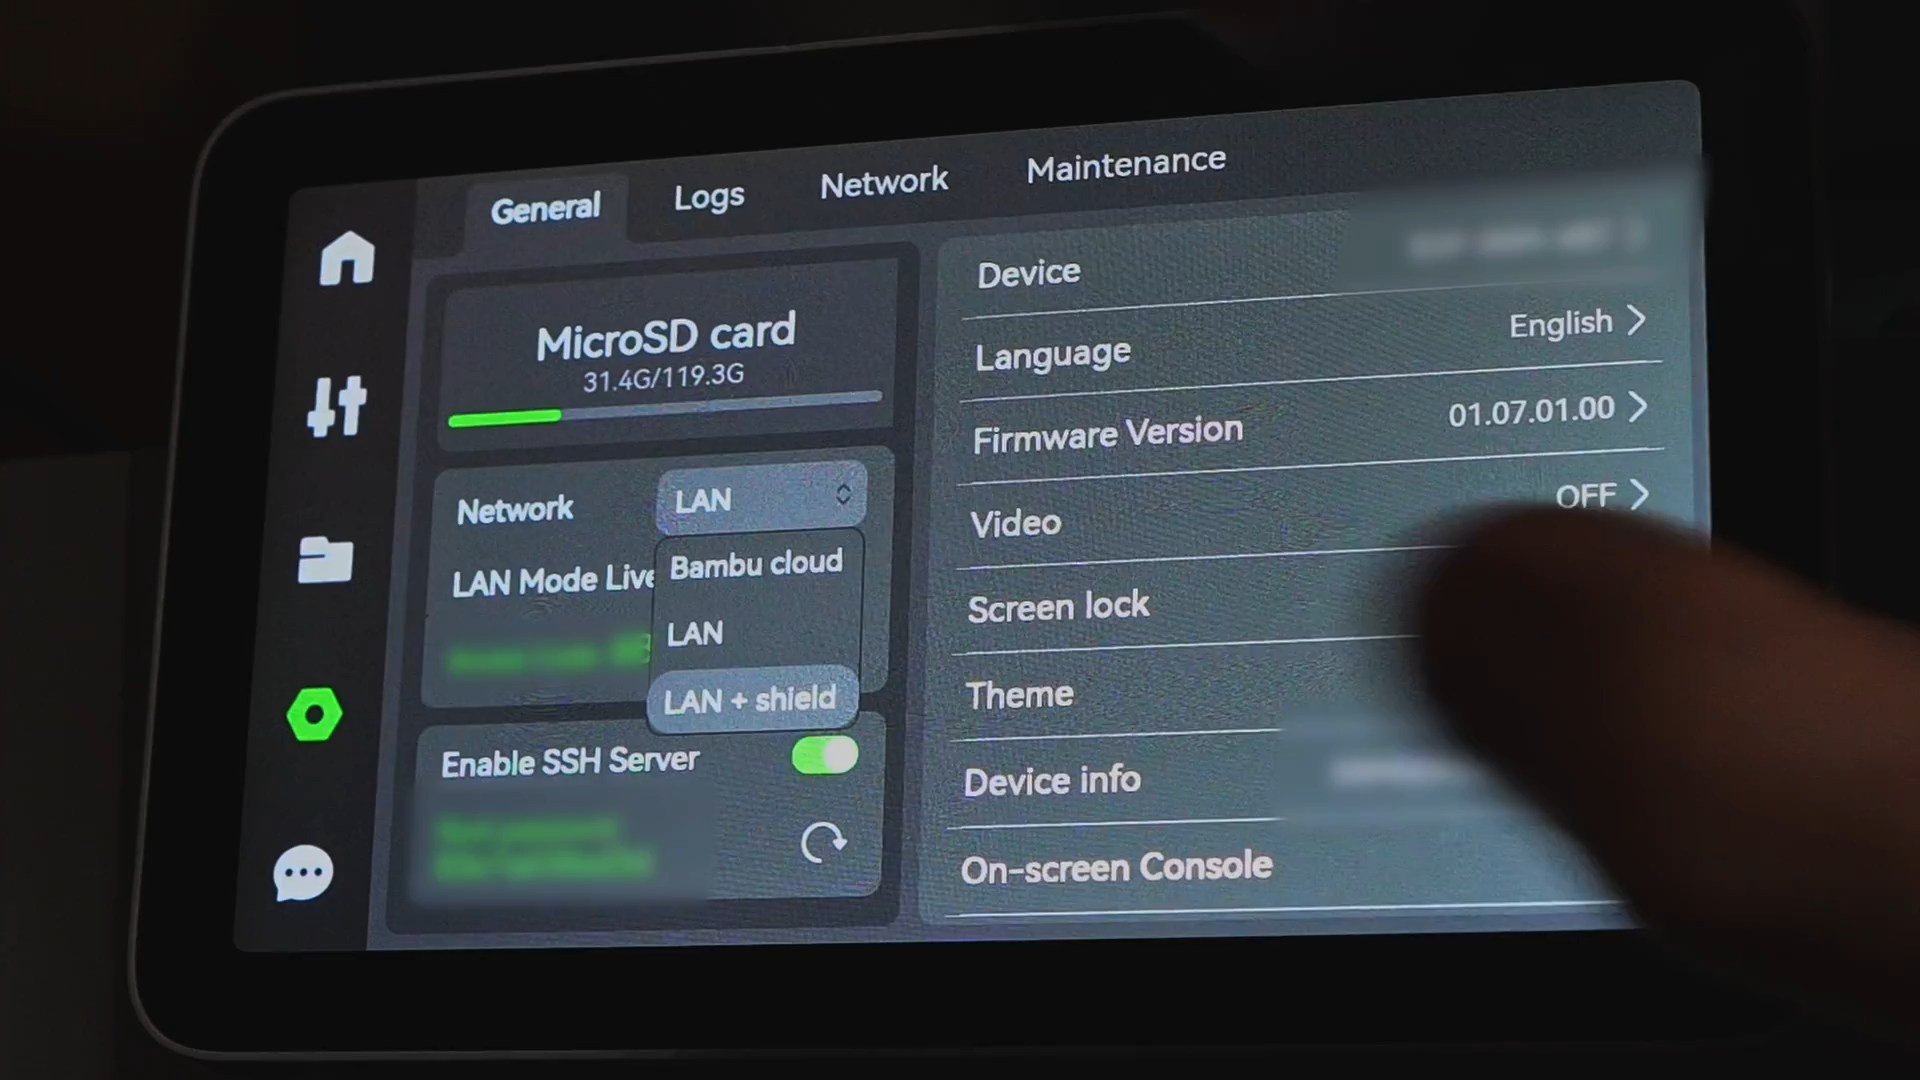 General
Logs
Network
Maintenance
MicroSD card
31.4G/119.3G
Network
LAN
LAN Mode Live
Bambu cloud
LAN
LAN + shield
Enable SSH Server
Device
Language
English
Firmware Version
01.07.01.00
Video
OFF
Screen lock
Theme
Device info
On-screen Console